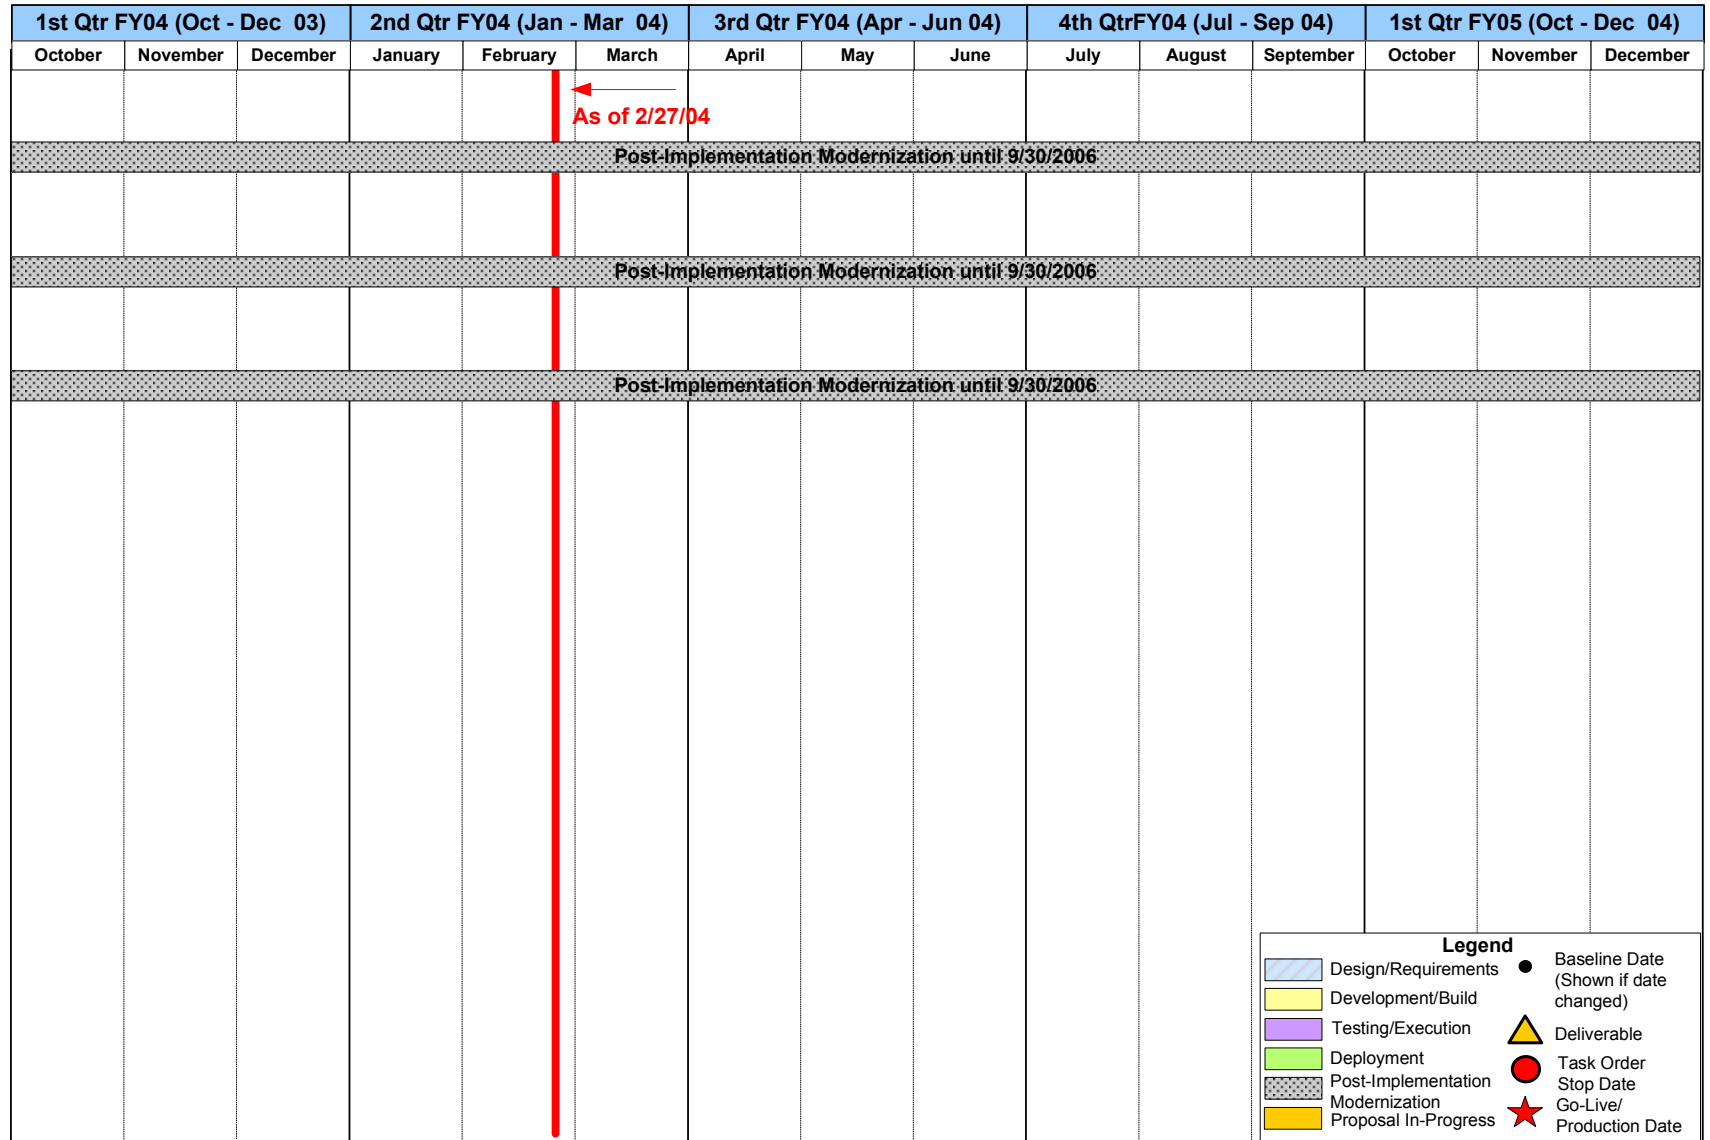 1st Qtr FY04 (Oct - Dec 03) 2nd Qtr FY04 (Jan - Mar 04) 3rd Qtr FY04 (Apr - Jun 04) 4th QtrFY04 (Jul - Sep 04) 1st Qtr FY05 (Oct - Dec 04)
October November December January February March April May June July August September October November December
As of 2/27/04
Post-Implementation Modernization until 9/30/2006
Post-Implementation Modernization until 9/30/2006
Post-Implementation Modernization until 9/30/2006
Legend
Design/Requirements
Development/Build
Testing/Execution
Deployment
Post-Implementation
Modernization
Proposal In-Progress
Baseline Date
(Shown if date
changed)
Deliverable
Task Order
Stop Date
Go-Live/
Production Date